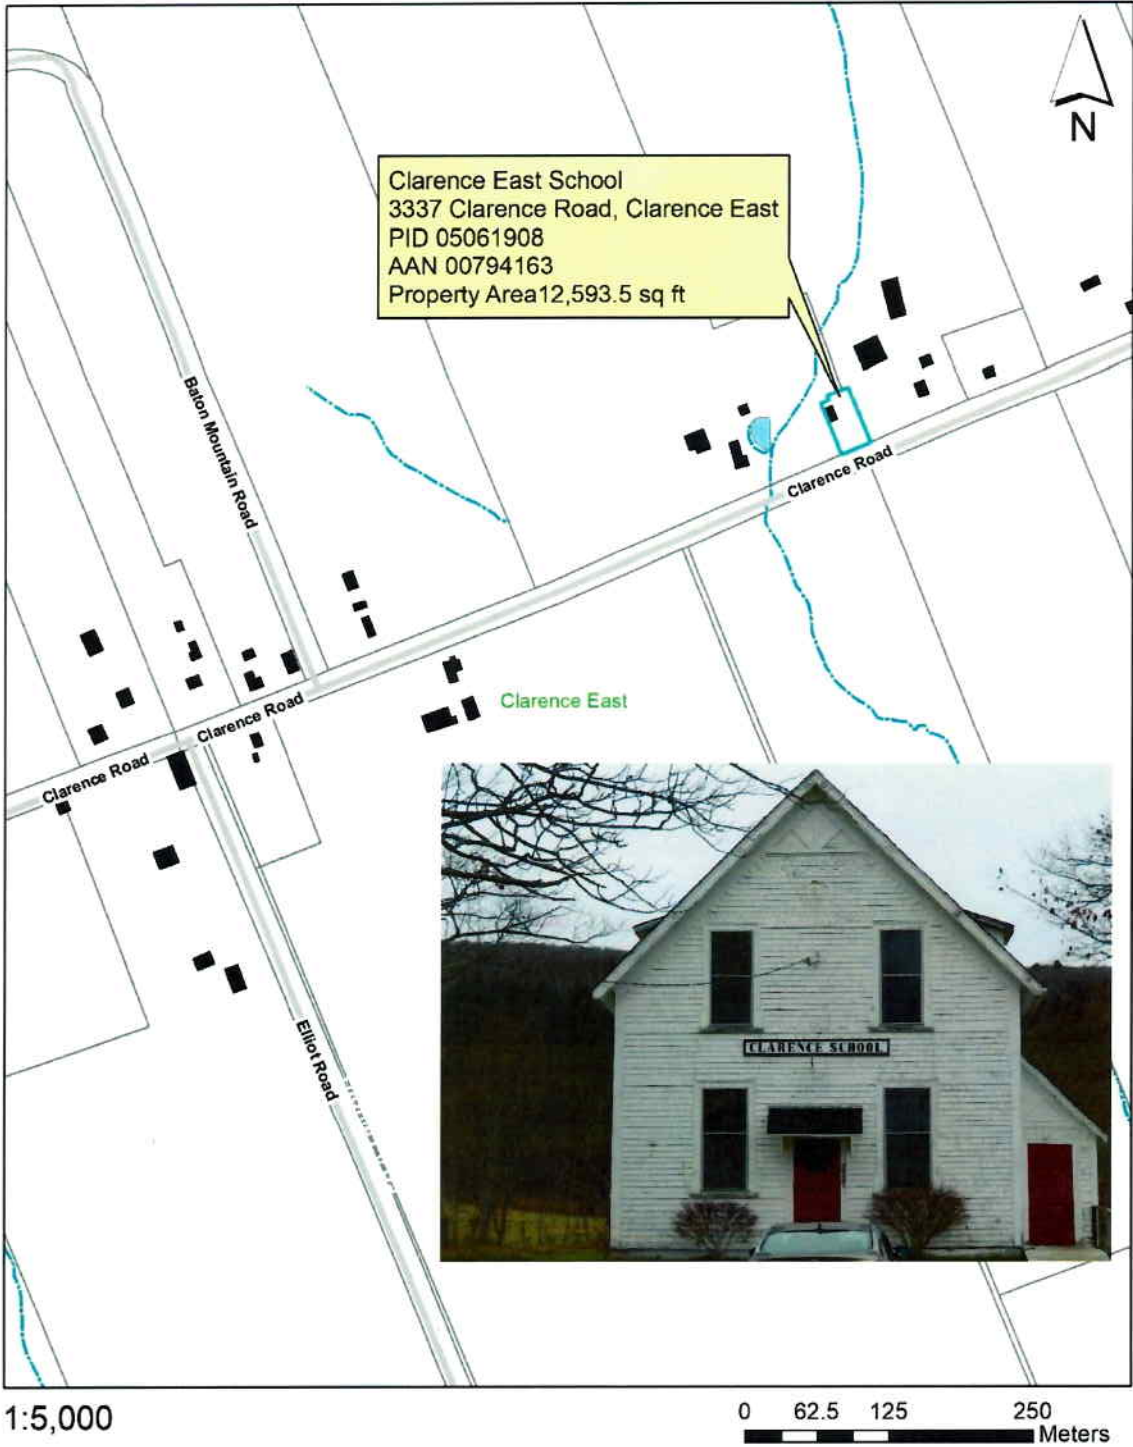 N
Clarence East School
3337 Clarence Road, Clarence East
PID 05061908
AAN 00794163
Property Area12,593.5 sq ft
Baton Mountain Road
Clarence Road
Clarence East
Clarence Road
Clarence Road
CLARENCE SCHOOL
Elliot Road
1:5,000
0 62.5 125 250
Meters